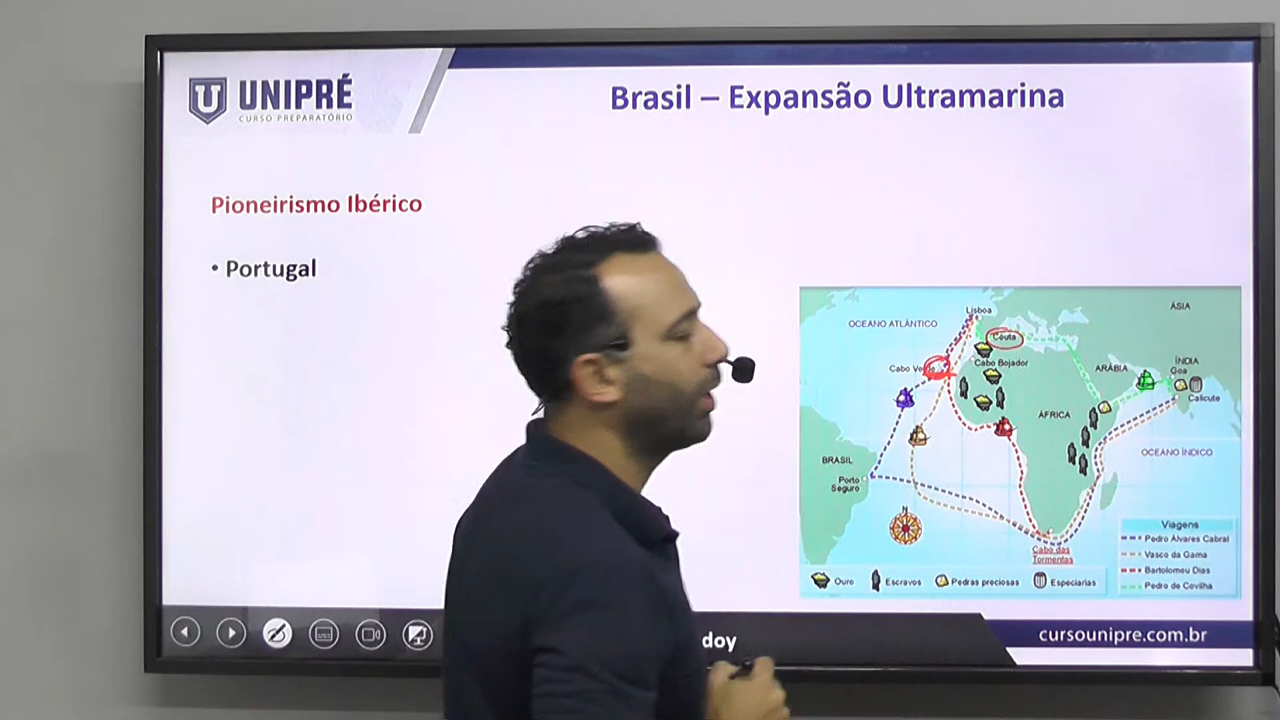 UNIPRÉ
CURSO PREPARATÓRIO
Brasil – Expansão Ultramarina
Pioneirismo Ibérico
• Portugal
Lisboa
ÁSIA
OCEANO ATLÂNTICO
Ceuta
Cabo Bojador
Cabo Verde
ARÁBIA
ÍNDIA
Goa
Calicute
ÁFRICA
OCEANO ÍNDICO
BRASIL
Porto
Seguro
N
Cabo das
Tormentas
Viagens
Pedro Álvares Cabral
Vasco da Gama
Bartolomeu Dias
Pedro de Covilha
Ouro
Escravos
Pedras preciosas
Especiarias
doy
cursounipre.com.br